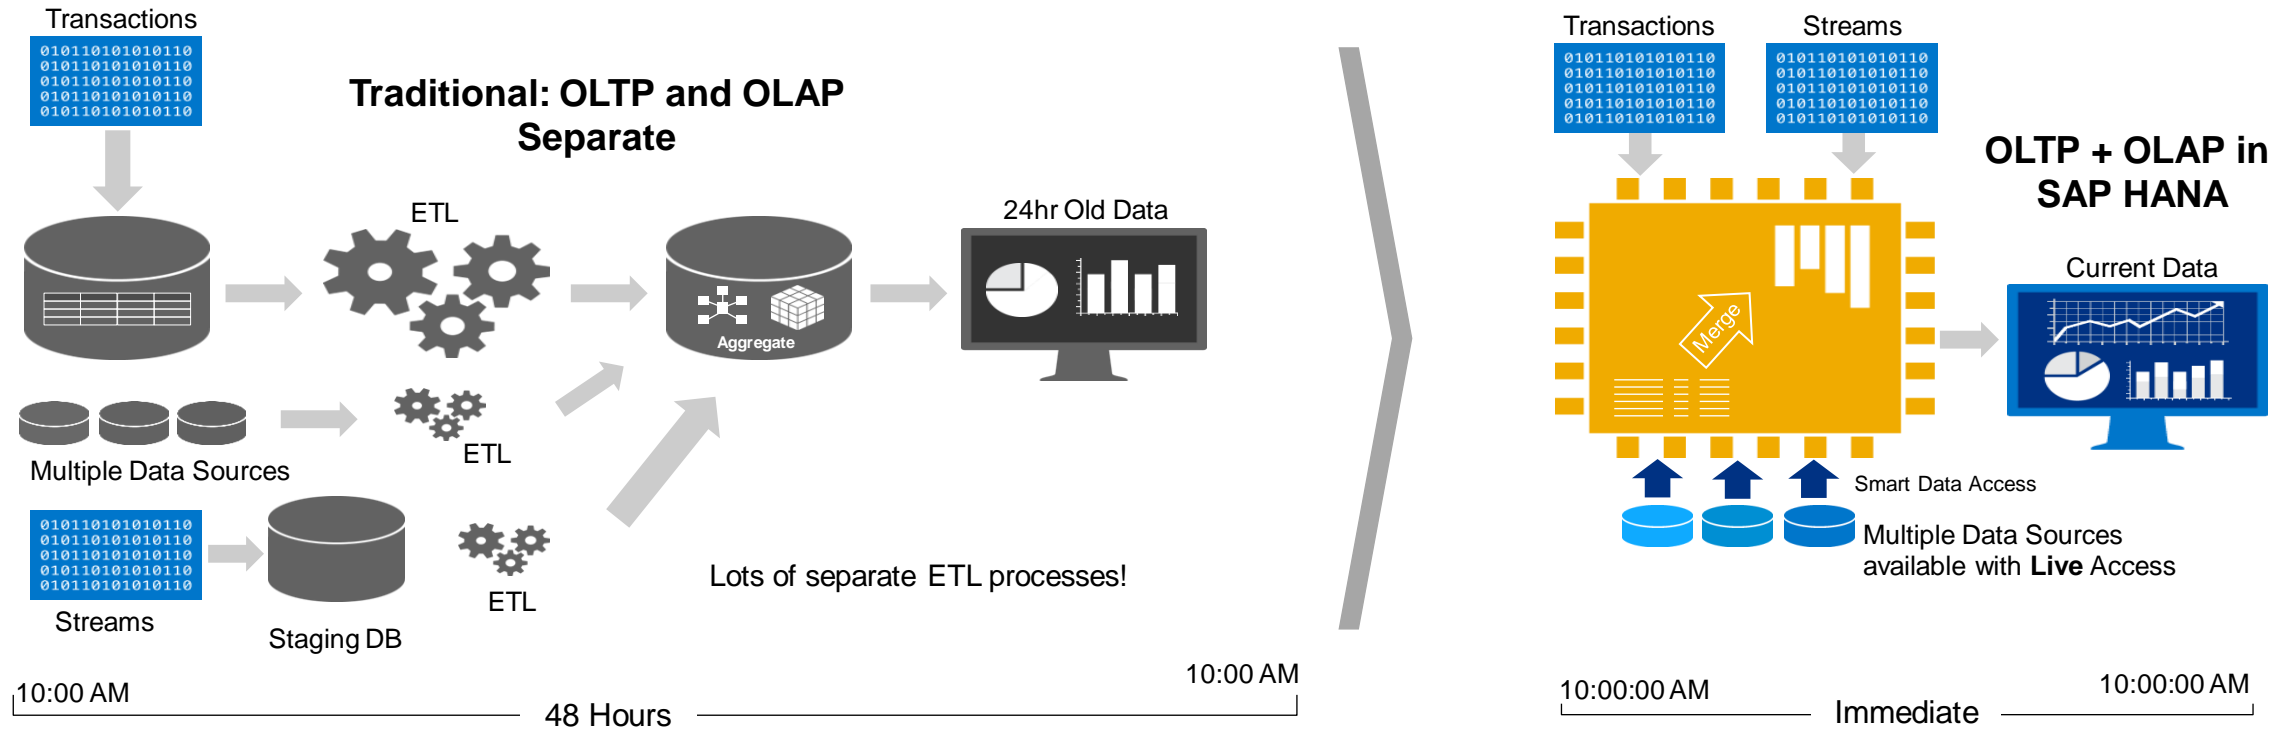 Transactions
010110101010110
010110101010110
010110101010110
010110101010110
010110101010110
Traditional: OLTP and OLAP
Separate
ETL
Aggregate
24hr Old Data
ETL
Multiple Data Sources
010110101010110
010110101010110
010110101010110
010110101010110
010110101010110
Streams
Staging DB
ETL
Lots of separate ETL processes!
10:00 AM
48 Hours
10:00 AM
Transactions
010110101010110
010110101010110
010110101010110
010110101010110
010110101010110
Streams
010110101010110
010110101010110
010110101010110
010110101010110
010110101010110
OLTP + OLAP in
SAP HANA
Merge
Current Data
Smart Data Access
Multiple Data Sources
available with Live Access
10:00:00 AM
Immediate
10:00:00 AM